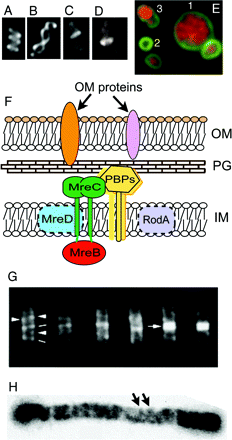 A B C D
3 1 E
2
F OM proteins
OM
PG
MreC PBPs
MreD RodA IM
MreB
G
H